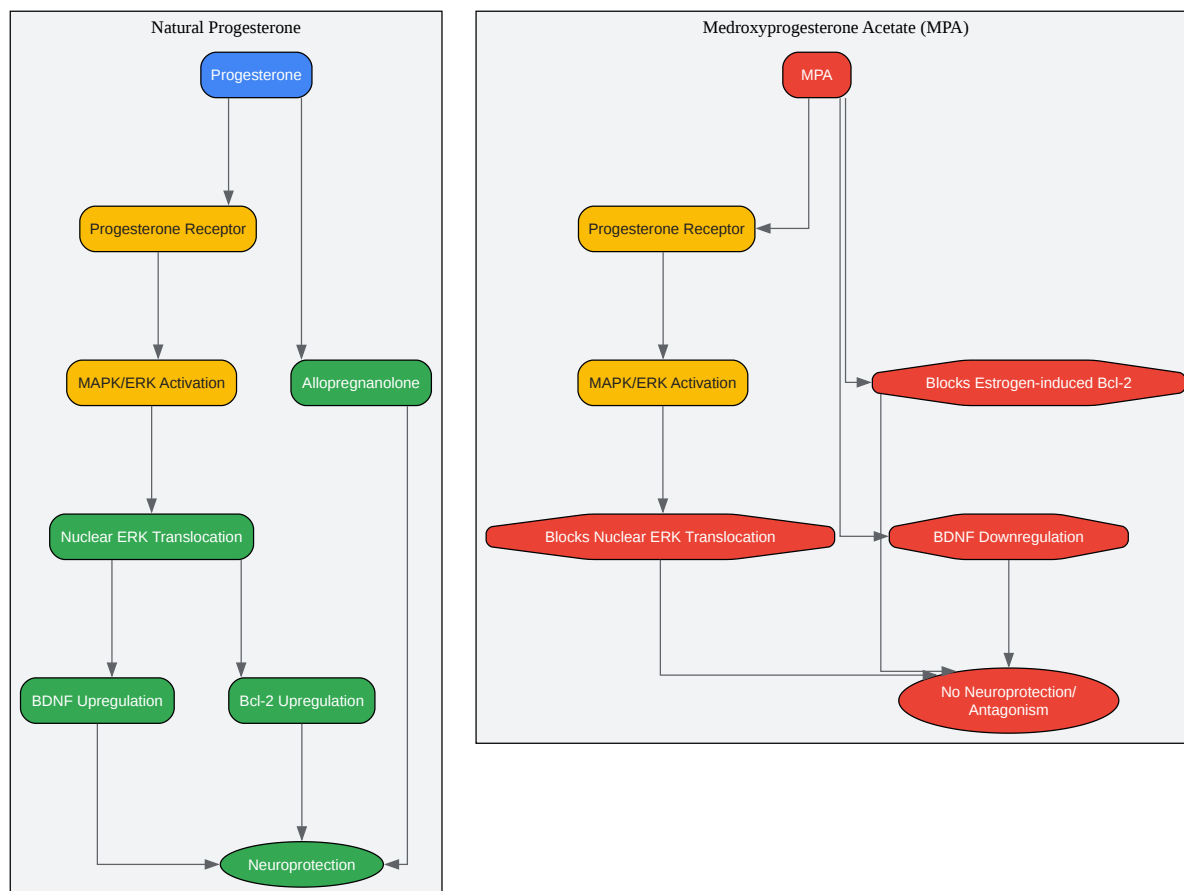 Natural Progesterone
Progesterone
Progesterone Receptor
MAPK/ERK Activation
Allopregnanolone
Nuclear ERK Translocation
BDNF Upregulation
Bcl-2 Upregulation
Neuroprotection
Medroxyprogesterone Acetate (MPA)
MPA
Progesterone Receptor
MAPK/ERK Activation
Blocks Estrogen-induced Bcl-2
Blocks Nuclear ERK Translocation
BDNF Downregulation
No Neuroprotection/
Antagonism